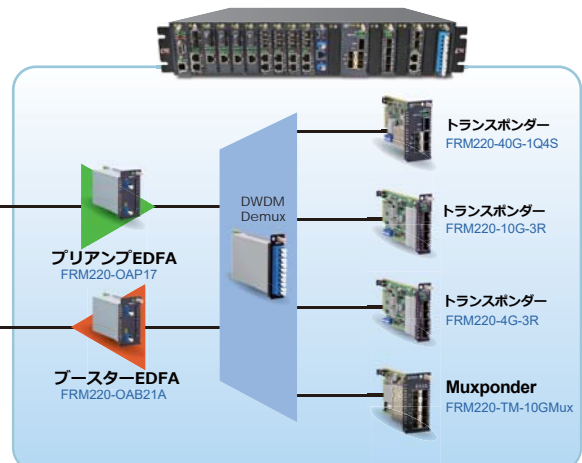 トランスポンダー
FRM220-40G-1Q4S
DWDM
Demux
トランスポンダー
FRM220-10G-3R
プリアンプEDFA
FRM220-OAP17
トランスポンダー
FRM220-4G-3R
ブースターEDFA
FRM220-OAB21A
Muxponder
FRM220-TM-10GMux